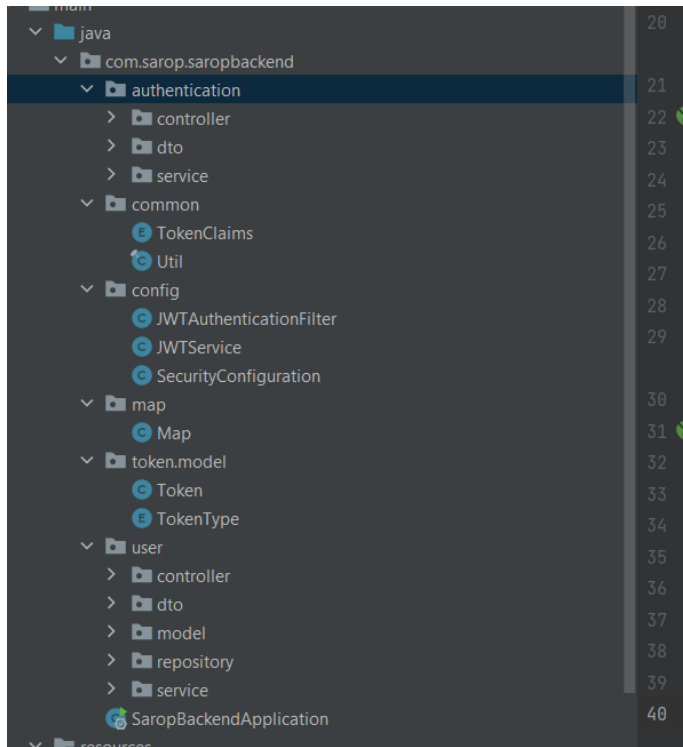 main
java
com.sarop.saropbackend
authentication
controller
dto
service
common
TokenClaims
Util
config
JWTAuthenticationFilter
JWTService
SecurityConfiguration
map
Map
token.model
Token
TokenType
user
controller
dto
model
repository
service
SaropBackendApplication
resources
20
21
22
23
24
25
26
27
28
29
30
31
32
33
34
35
36
37
38
39
40